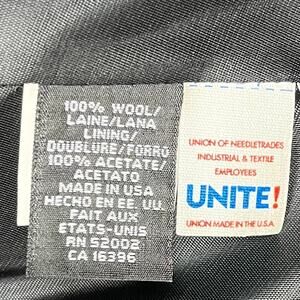 100% WOOL/
LAINE/LANA
LINING/
DOUBLURE/FORRO
100% ACETATE/
ACETATO
MADE IN USA
HECHO EN EE. UU.
FAIT AUX
ETATS-UNIS
RN 52002
CA 16396
UNION OF NEEDLETRADES
INDUSTRIAL & TEXTILE
EMPLOYEES
UNITE!
UNION MADE IN THE U.S.A.